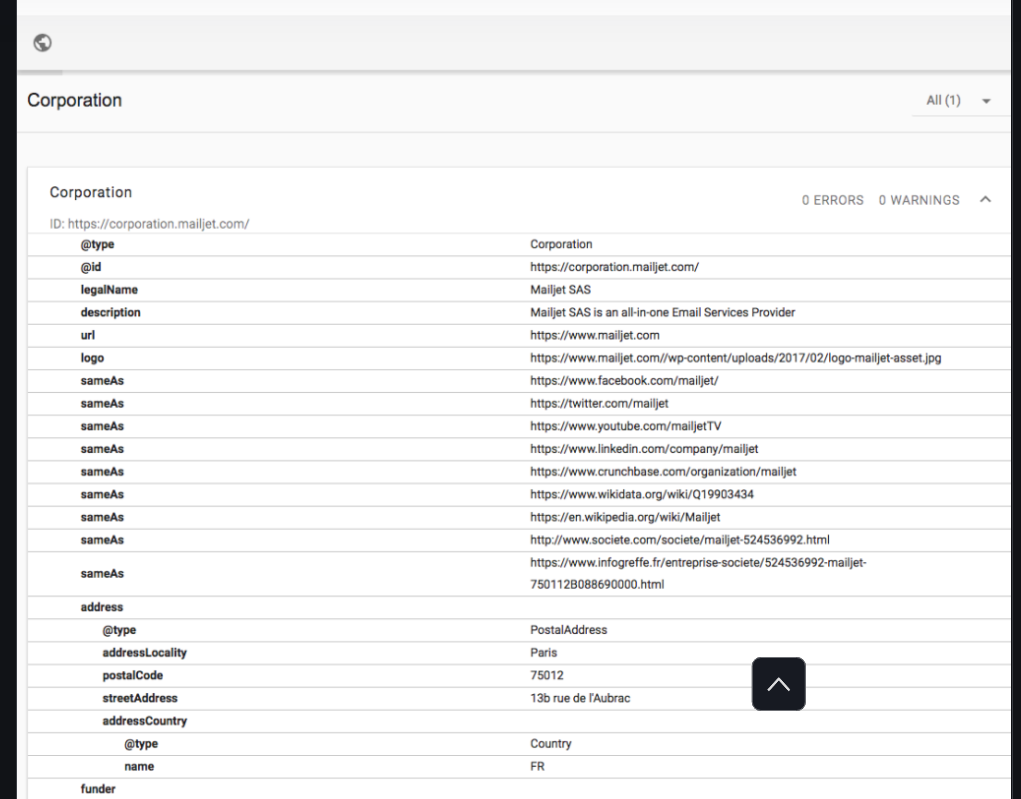 Corporation
All (1)
Corporation
0 ERRORS 0 WARNINGS
ID: https://corporation.mailjet.com/
@type Corporation
@id https://corporation.mailjet.com/
legalName Mailjet SAS
description Mailjet SAS is an all-in-one Email Services Provider
url https://www.mailjet.com
logo https://www.mailjet.com//wp-content/uploads/2017/02/logo-mailjet-asset.jpg
sameAs https://www.facebook.com/mailjet/
sameAs https://twitter.com/mailjet
sameAs https://www.youtube.com/mailjetTV
sameAs https://www.linkedin.com/company/mailjet
sameAs https://www.crunchbase.com/organization/mailjet
sameAs https://www.wikidata.org/wiki/Q19903434
sameAs https://en.wikipedia.org/wiki/Mailjet
sameAs http://www.societe.com/societe/mailjet-524536992.html
sameAs https://www.infogreffe.fr/entreprise-societe/524536992-mailjet-
750112B088690000.html
address
@type PostalAddress
addressLocality Paris
postalCode 75012
streetAddress 13b rue de l'Aubrac
addressCountry
@type Country
name FR
funder